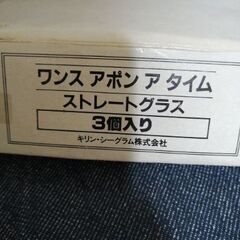 ワンス アポン ア タイム
ストレートグラス
3個入り
キリン・シーグラム株式会社